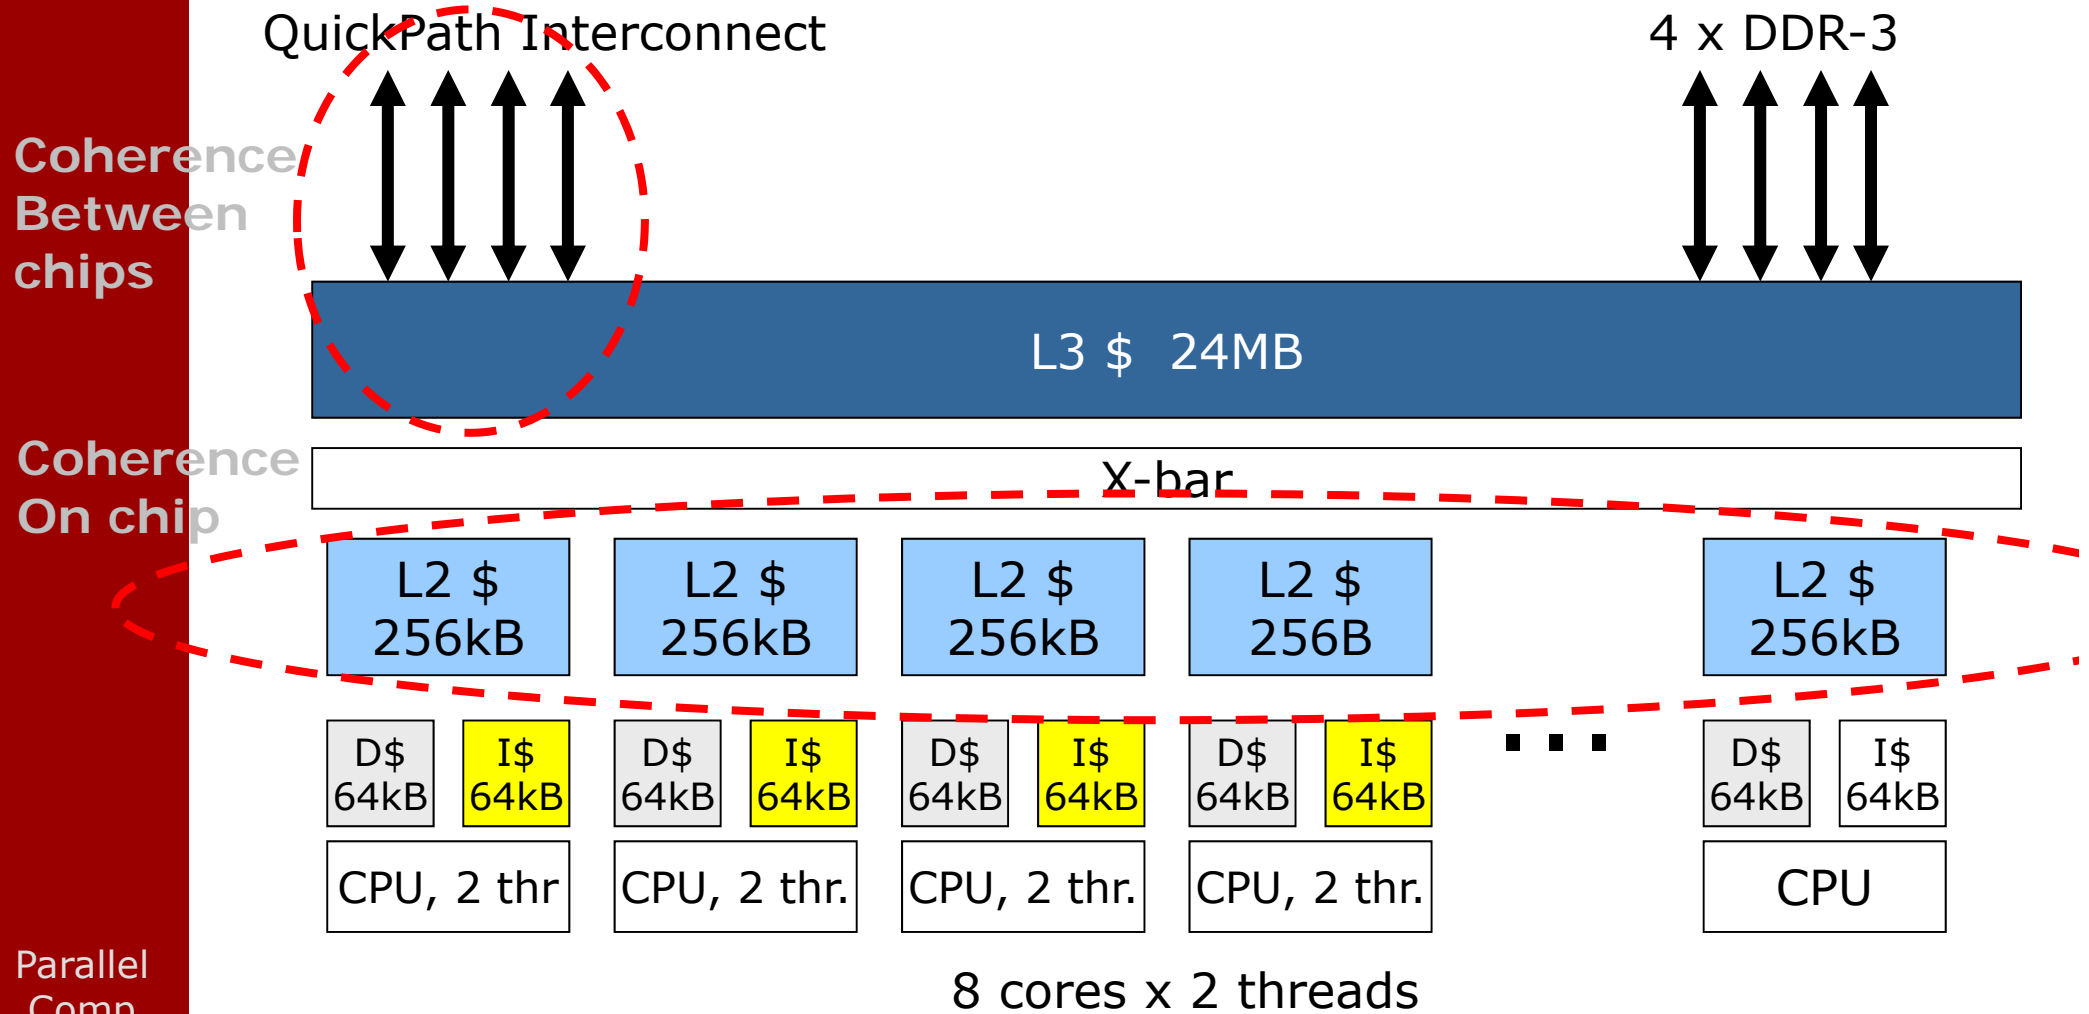 QuickPath Interconnect
4 x DDR-3
Coherence
Between
chips
L3 $ 24MB
Coherence
On chip
X-bar
L2 $
256kB
L2 $
256kB
L2 $
256kB
L2 $
256B
L2 $
256kB
D$
64kB
I$
64kB
D$
64kB
I$
64kB
D$
64kB
I$
64kB
D$
64kB
I$
64kB
...
D$
64kB
I$
64kB
CPU, 2 thr
CPU, 2 thr.
CPU, 2 thr.
CPU, 2 thr.
CPU
8 cores x 2 threads
Parallel
Comp